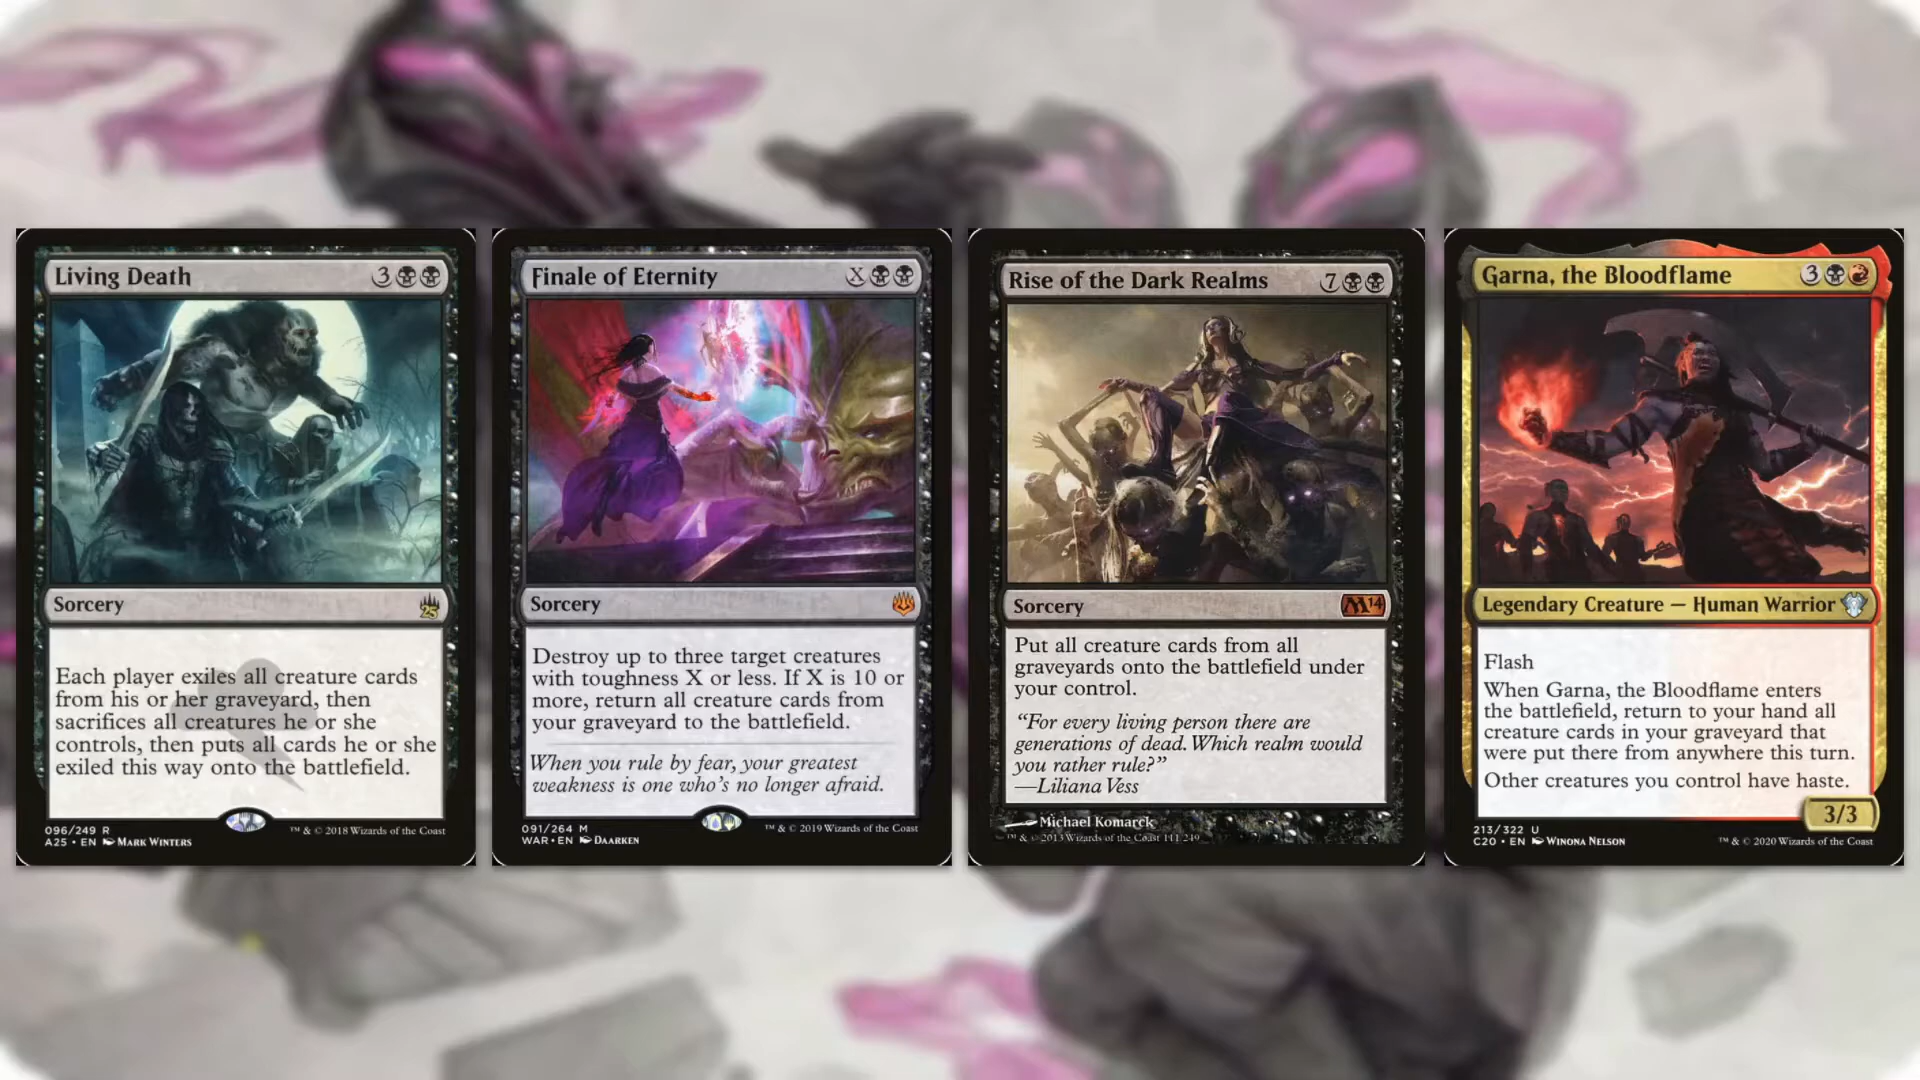 Living Death
3
Sorcery
25
Each player exiles all creature cards
from his or her graveyard, then
sacrifices all creatures he or she
controls, then puts all cards he or she
exiled this way onto the battlefield.
096/249 R
A25 • EN MARK WINTERS
™ & © 2018 Wizards of the Coast
Finale of Eternity
X
Sorcery
Destroy up to three target creatures
with toughness X or less. If X is 10 or
more, return all creature cards from
your graveyard to the battlefield.
When you rule by fear, your greatest
weakness is one who's no longer afraid.
091/264 M
WAR • EN DAARKEN
™ & © 2019 Wizards of the Coast
Rise of the Dark Realms
7
Sorcery
M14
Put all creature cards from all
graveyards onto the battlefield under
your control.
“For every living person there are
generations of dead. Which realm would
you rather rule?”
—Liliana Vess
Michael Komarck
™ & © 2013 Wizards of the Coast 111/249
Garna, the Bloodflame
3
Legendary Creature — Human Warrior
Flash
When Garna, the Bloodflame enters
the battlefield, return to your hand all
creature cards in your graveyard that
were put there from anywhere this turn.
Other creatures you control have haste.
3/3
213/322 U
C20 • EN WINONA NELSON
™ & © 2020 Wizards of the Coast